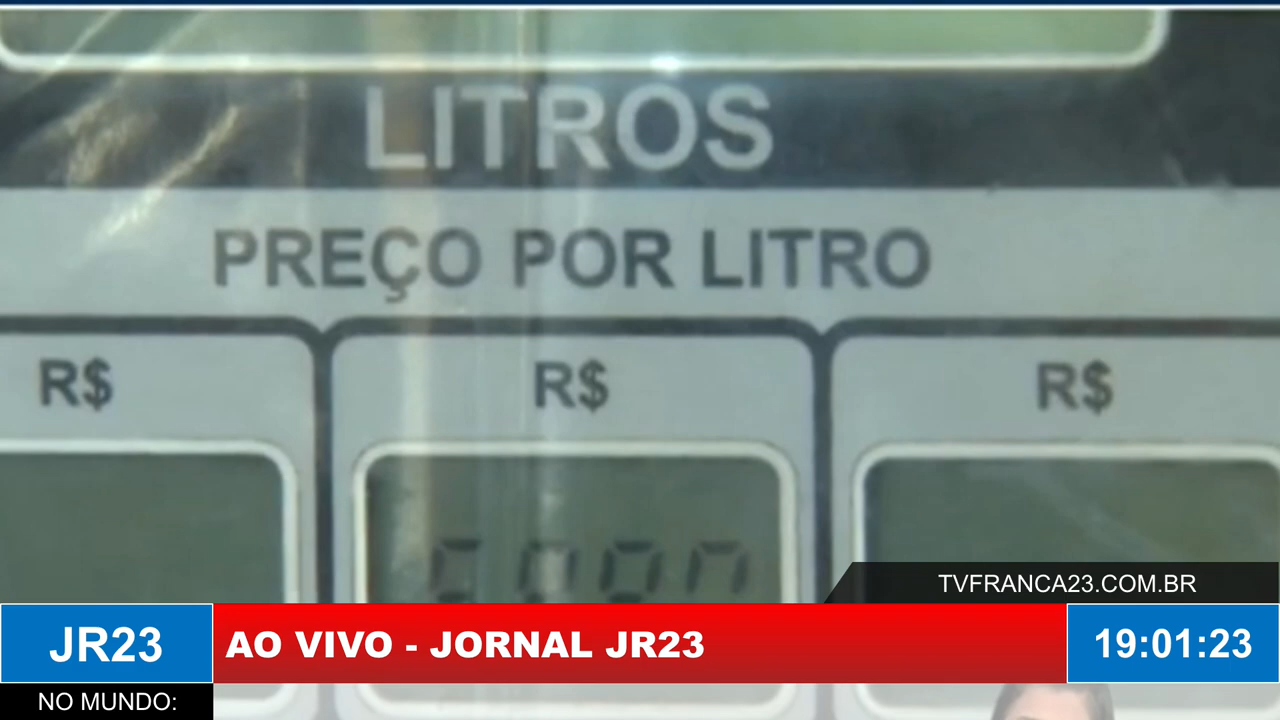 LITROS
PREÇO POR LITRO
R$ R$ R$
TVFRANCA23.COM.BR
JR23 AO VIVO - JORNAL JR23 19:01:23
NO MUNDO: